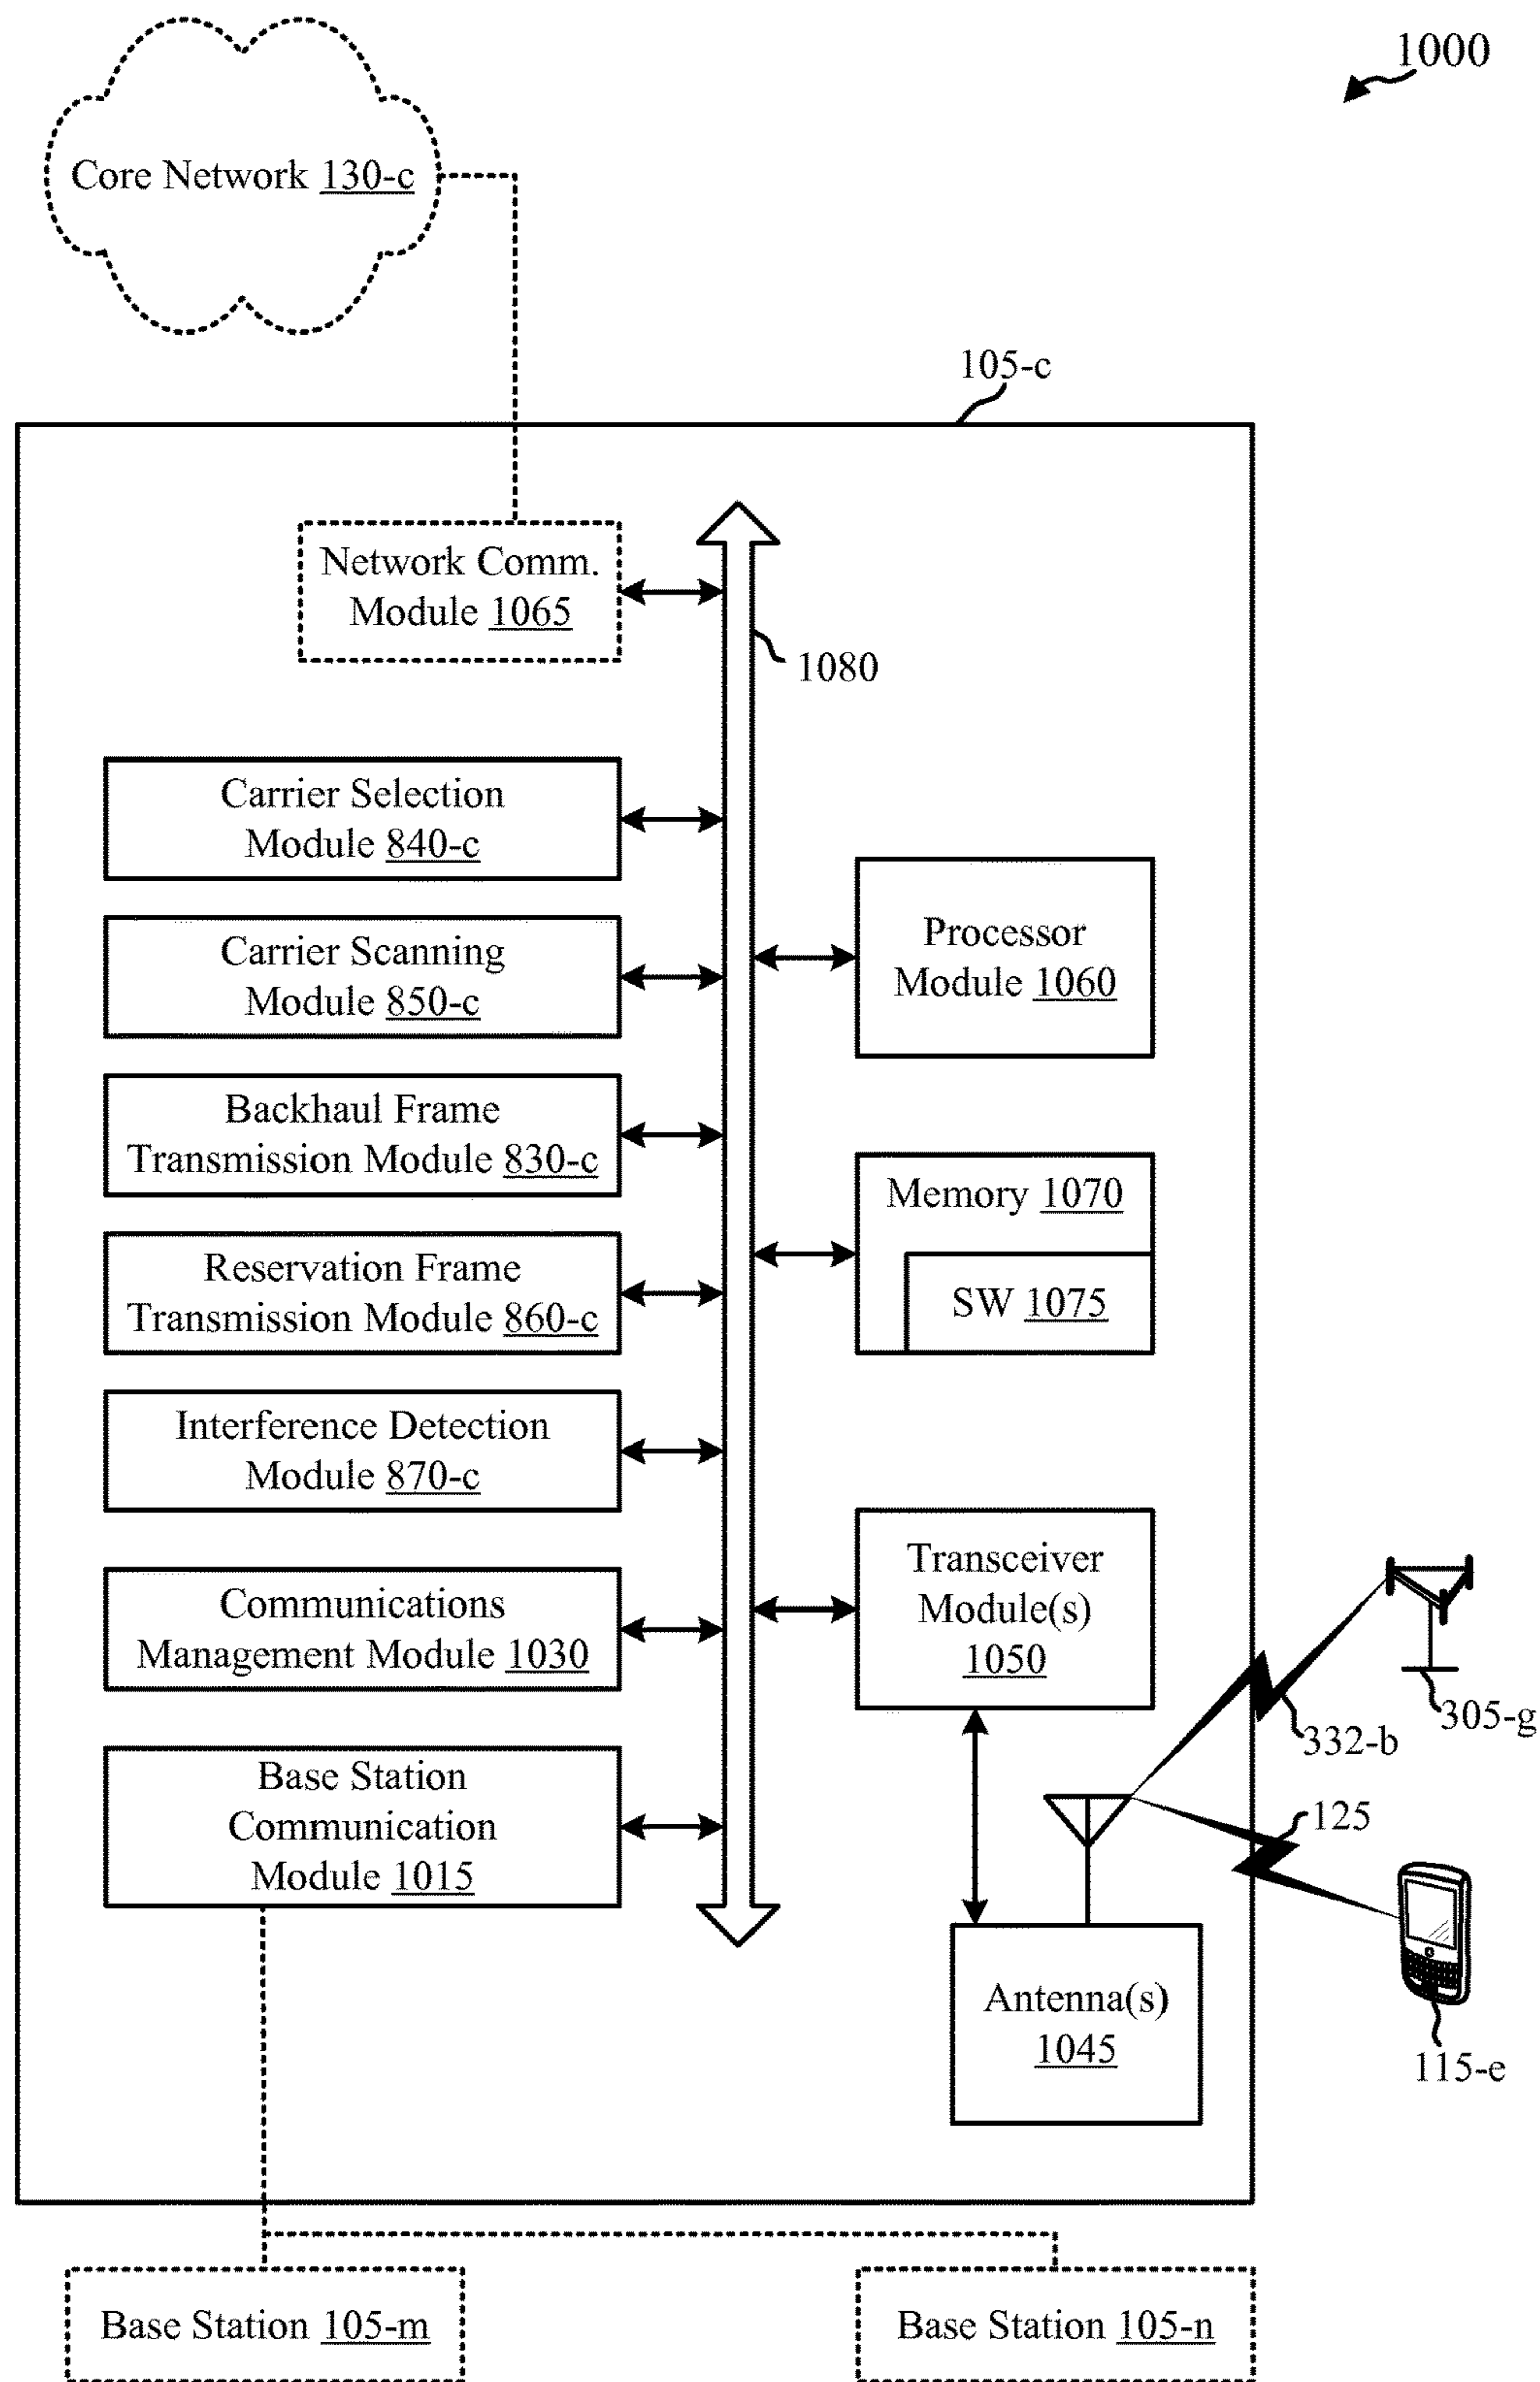 1000
Core Network 130-c
105-c
Network Comm.
Module 1065
1080
Carrier Selection
Module 840-c
Carrier Scanning
Module 850-c
Processor
Module 1060
Backhaul Frame
Transmission Module 830-c
Memory 1070
SW 1075
Reservation Frame
Transmission Module 860-c
Interference Detection
Module 870-c
Communications
Management Module 1030
Transceiver
Module(s)
1050
305-g
332-b
Base Station
Communication
Module 1015
125
Antenna(s)
1045
115-e
Base Station 105-m
Base Station 105-n